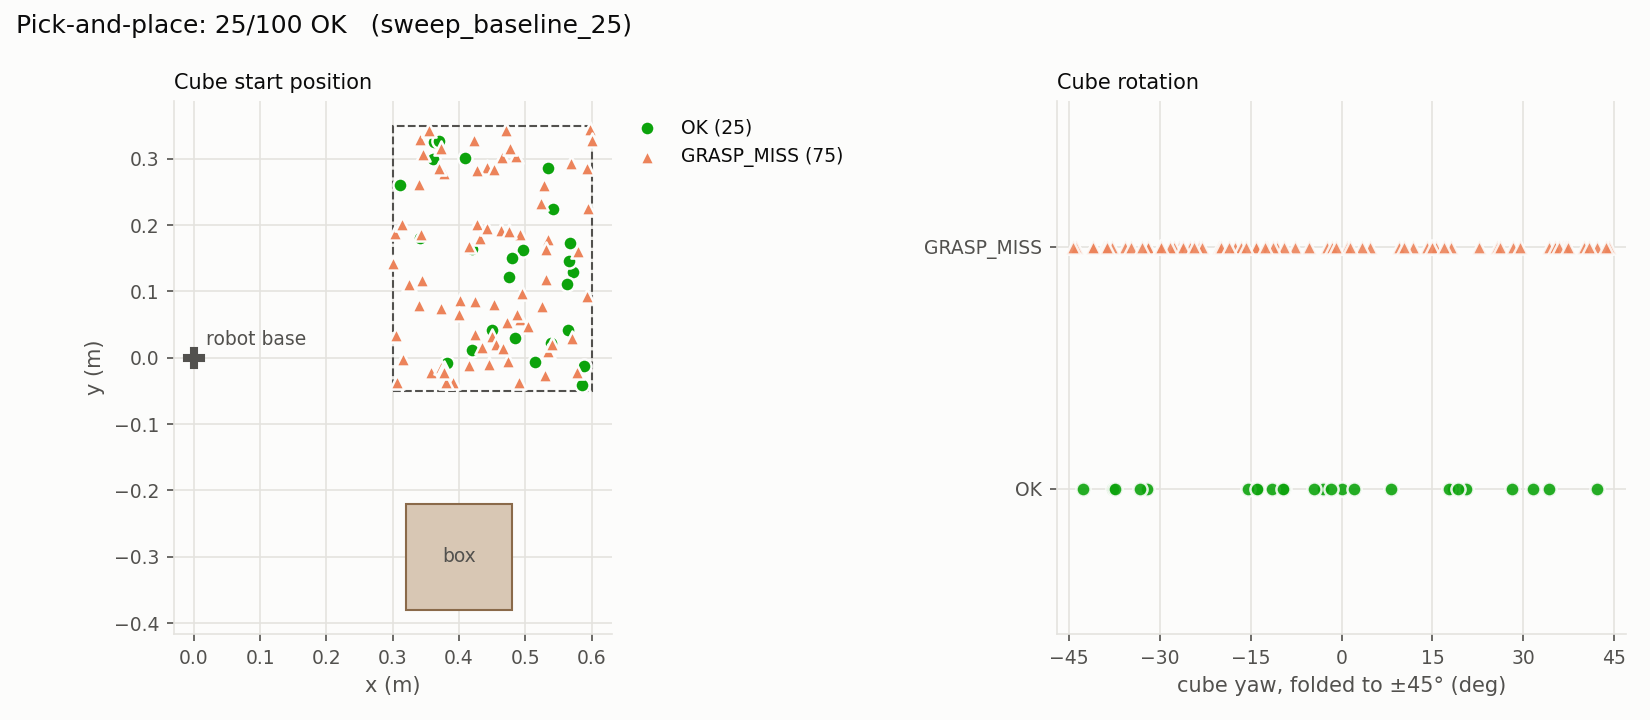 Pick-and-place: 25/100 OK (sweep_baseline_25)
Cube start position
OK (25)
GRASP_MISS (75)
robot base
box
0.3
0.2
0.1
0.0
−0.1
−0.2
−0.3
−0.4
y (m)
0.0 0.1 0.2 0.3 0.4 0.5 0.6
x (m)
Cube rotation
GRASP_MISS
OK
−45 −30 −15 0 15 30 45
cube yaw, folded to ±45° (deg)